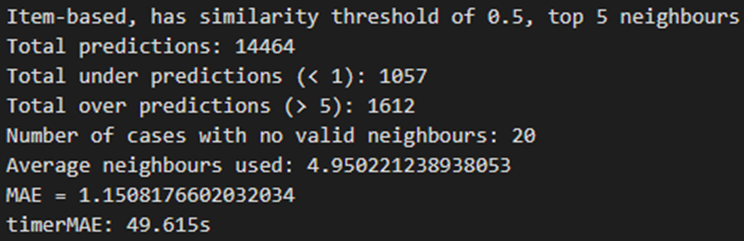 Item-based, has similarity threshold of 0.5, top 5 neighbours
Total predictions: 14464
Total under predictions (< 1): 1057
Total over predictions (> 5): 1612
Number of cases with no valid neighbours: 20
Average neighbours used: 4.950221238938053
MAE = 1.1508176602032034
timerMAE: 49.615s